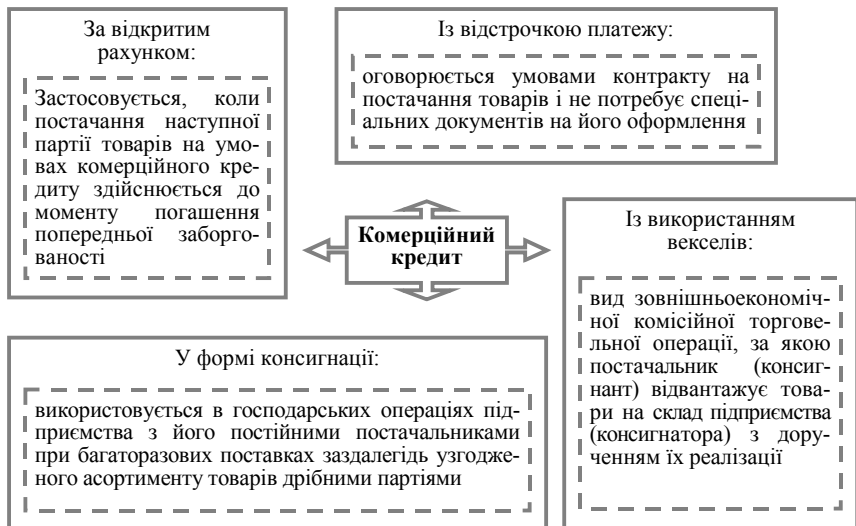 За відкритим
рахунком:
Застосовується, коли
постачання наступної
партії товарів на умо-
вах комерційного кре-
диту здійснюється до
моменту погашення
попередньої заборго-
ваності
Із відстрочкою платежу:
оговорюється умовами контракту на
постачання товарів і не потребує спеці-
альних документів на його оформлення
Комерційний
кредит
Із використанням
векселів:
вид зовнішньоекономіч-
ної комісійної торгове-
льної операції, за якою
постачальник (консиг-
нант) відвантажує това-
ри на склад підприємства
(консигнатора) з дору-
ченням їх реалізації
У формі консигнації:
використовується в господарських операціях під-
приємства з його постійними постачальниками
при багаторазових поставках заздалегідь узгодже-
ного асортименту товарів дрібними партіями